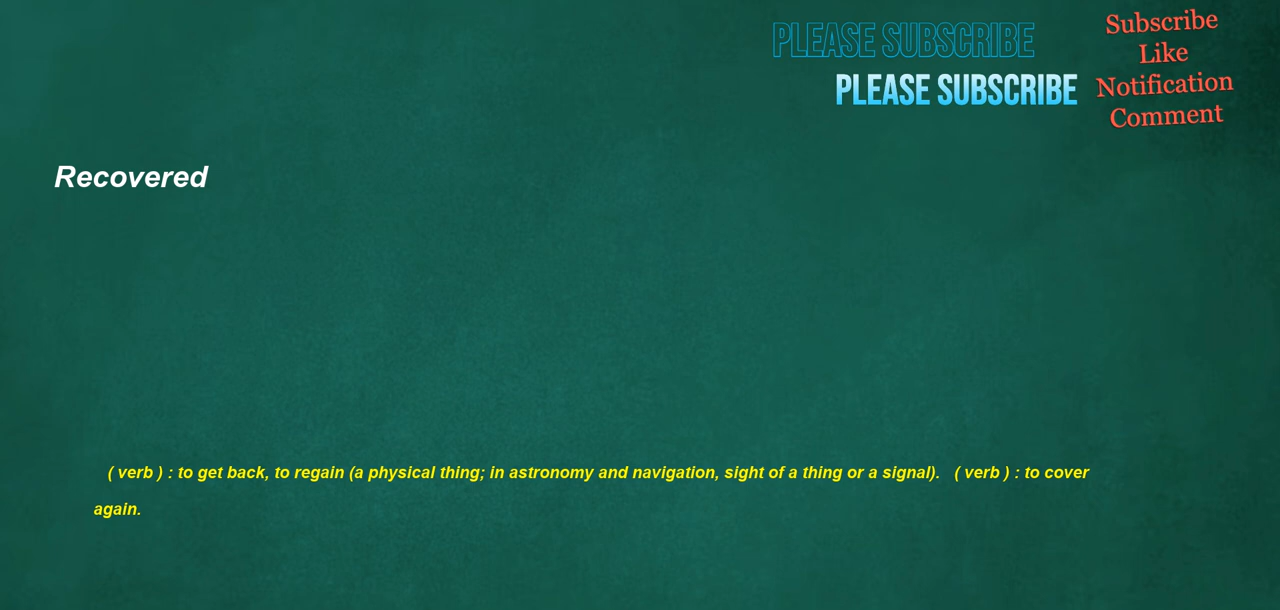 PLEASE SUBSCRIBE
PLEASE SUBSCRIBE
Subscribe
Like
Notification
Comment
Recovered
( verb ) : to get back, to regain (a physical thing; in astronomy and navigation, sight of a thing or a signal).   ( verb ) : to cover
again.